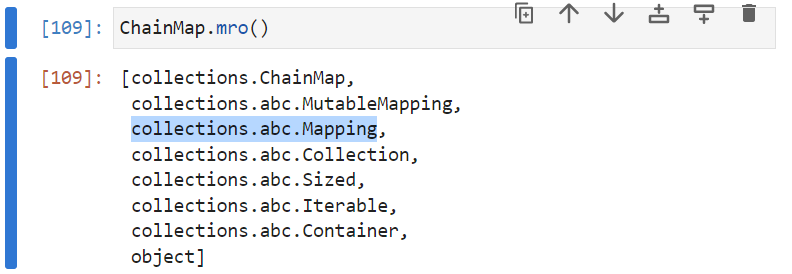 [109]: ChainMap.mro()
[109]: [collections.ChainMap,
collections.abc.MutableMapping,
collections.abc.Mapping,
collections.abc.Collection,
collections.abc.Sized,
collections.abc.Iterable,
collections.abc.Container,
object]